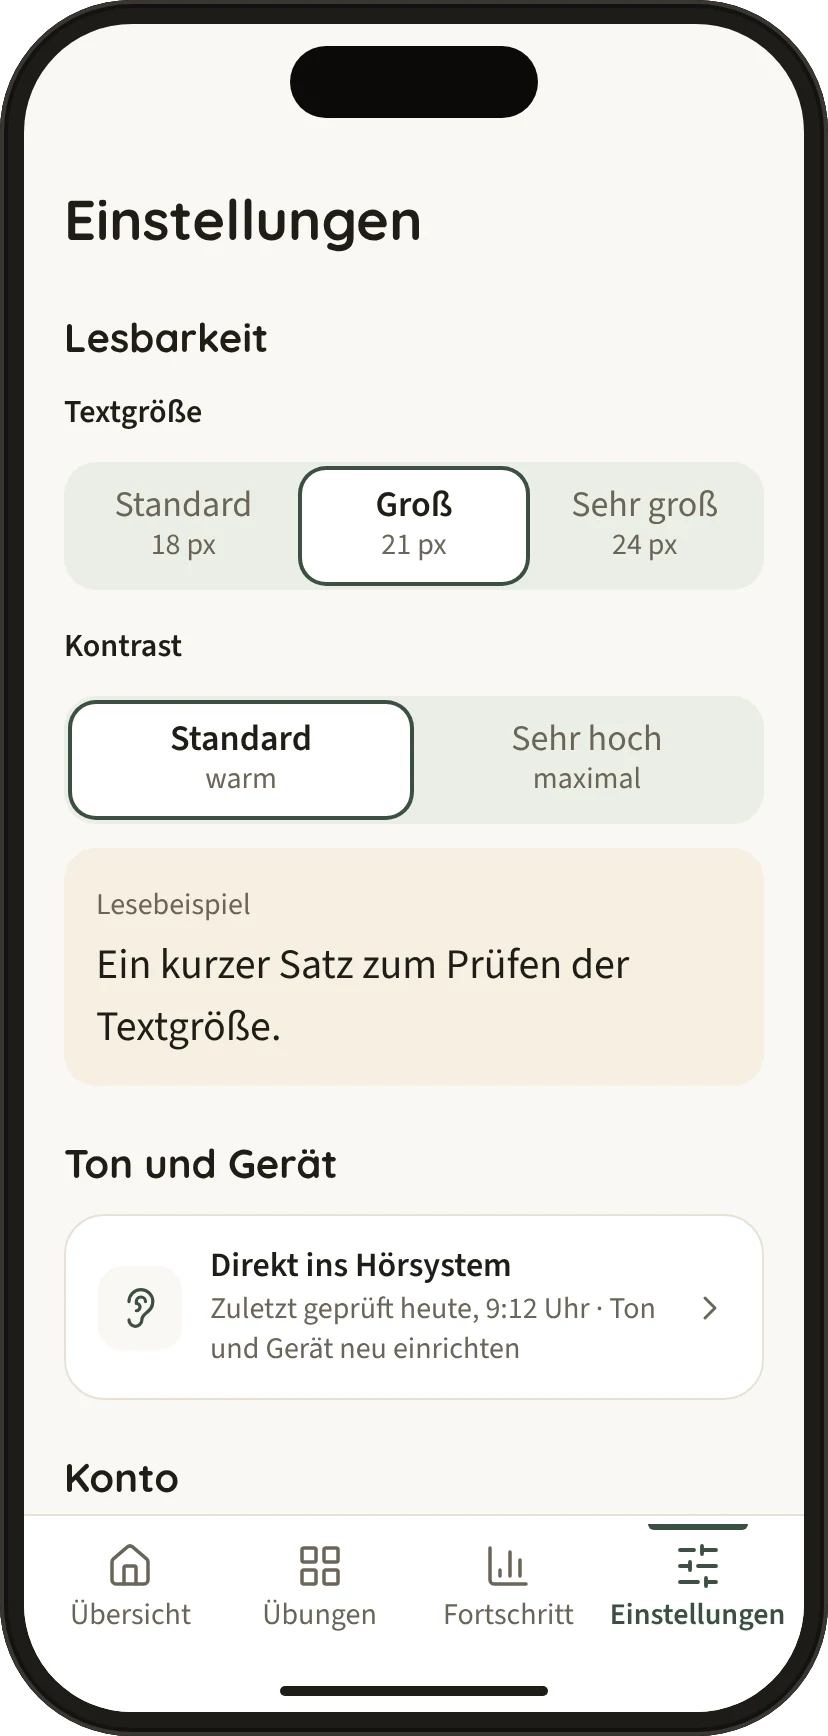 Einstellungen
Lesbarkeit
Textgröße
Standard
18 px
Groß
21 px
Sehr groß
24 px
Kontrast
Standard
warm
Sehr hoch
maximal
Lesebeispiel
Ein kurzer Satz zum Prüfen der
Textgröße.
Ton und Gerät
Direkt ins Hörsystem
Zuletzt geprüft heute, 9:12 Uhr · Ton
und Gerät neu einrichten
Konto
Übersicht
Übungen
Fortschritt
Einstellungen